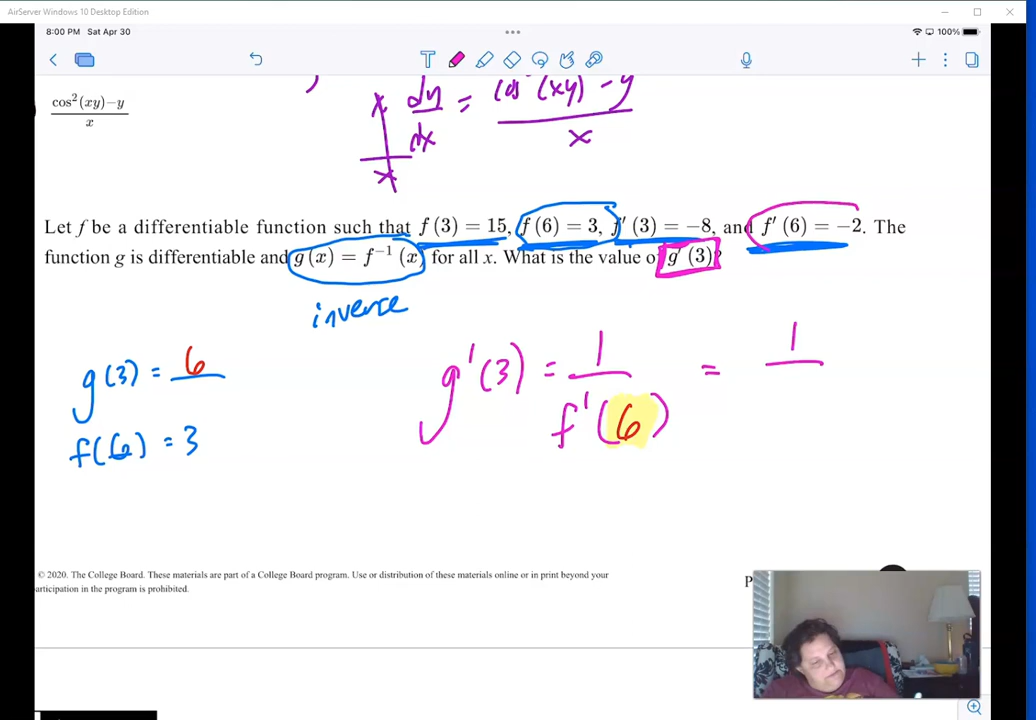 AirServer Windows 10 Desktop Edition
8:00 PM Sat Apr 30
100%
T
x dy/dx = cos²(xy) - y / x
x
cos²(xy)−y
x
Let f be a differentiable function such that f(3) = 15, f(6) = 3, f′(3) = −8, and f′(6) = −2. The
function g is differentiable and g(x) = f⁻¹(x) for all x. What is the value of g′(3)?
inverse
g(3) = 6
f(6) = 3
g'(3) = 1 / f'(6) = 1
© 2020. The College Board. These materials are part of a College Board program. Use or distribution of these materials online or in print beyond your
articipation in the program is prohibited.
P